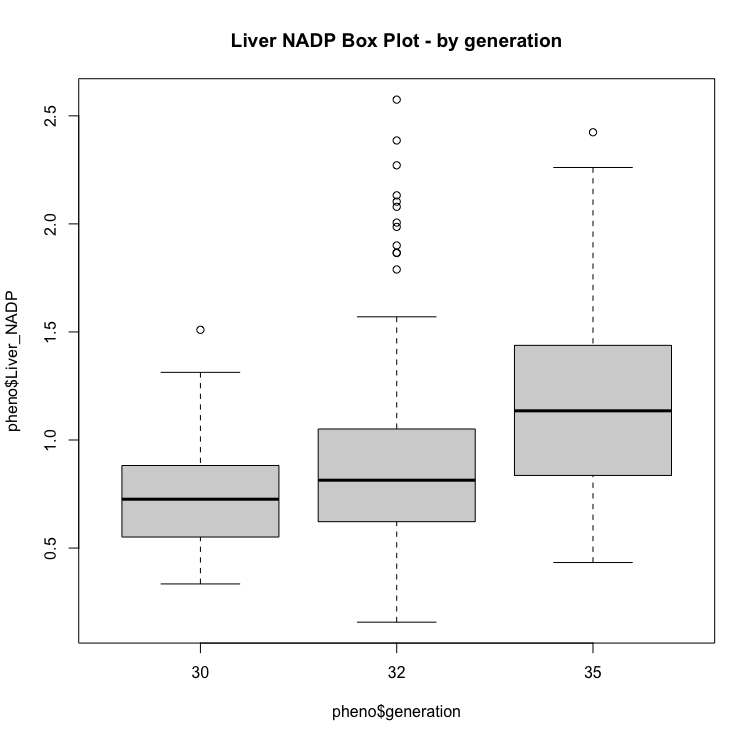 Liver NADP Box Plot - by generation
2.5
2.0
1.5
1.0
0.5
pheno$Liver_NADP
30 32 35
pheno$generation